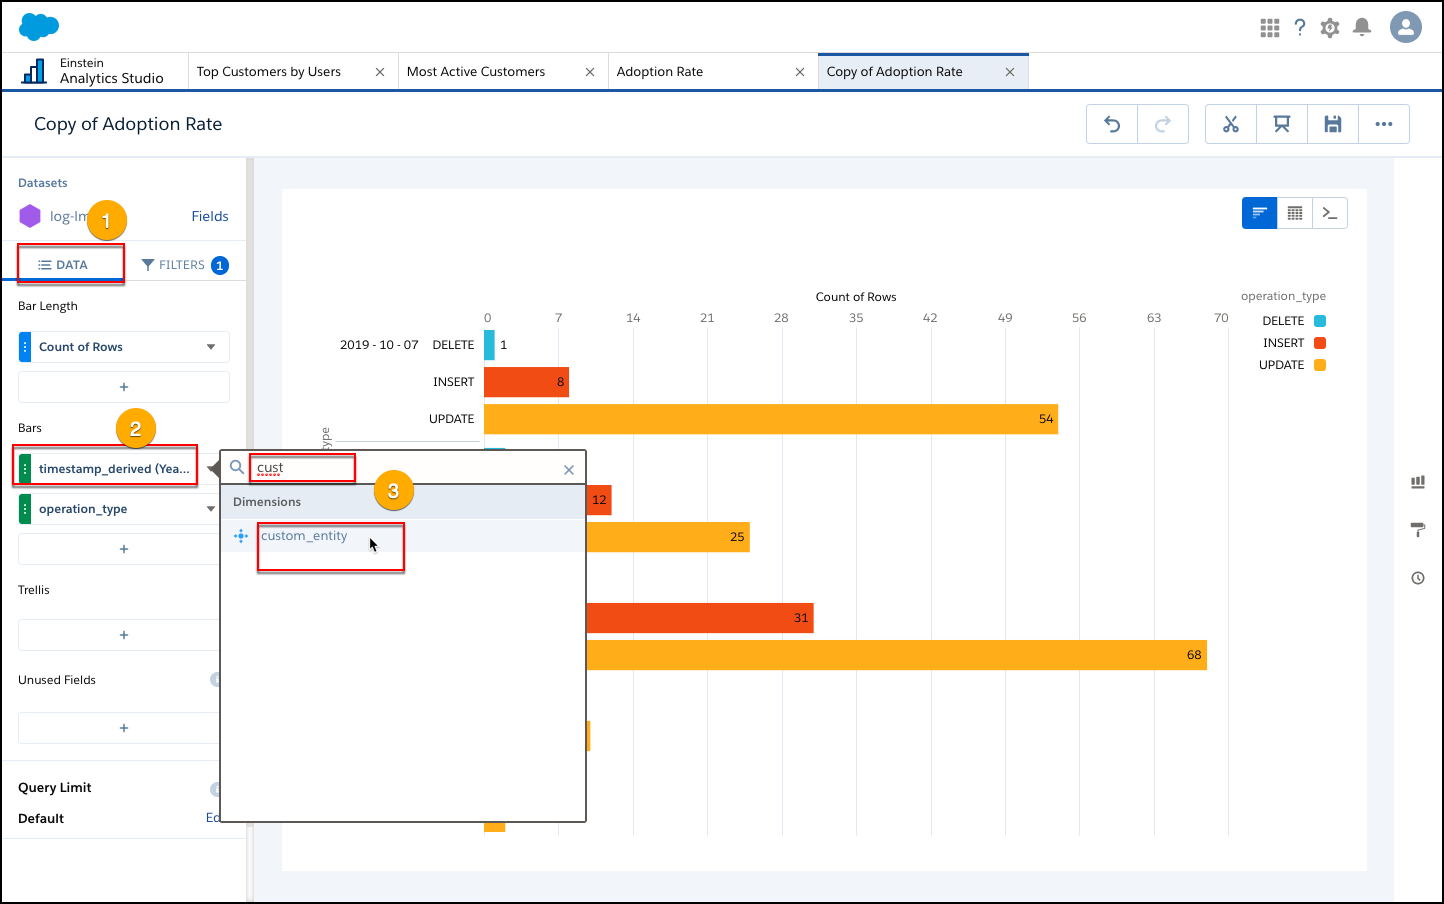 Einstein
Analytics Studio
Top Customers by Users
Most Active Customers
Adoption Rate
Copy of Adoption Rate
Copy of Adoption Rate
Datasets
Fields
1
DATA
FILTERS 1
Bar Length
Count of Rows
+
Bars
2
timestamp_derived (Yea...
operation_type
+
Trellis
+
Unused Fields
+
Query Limit
Default
cust
3
Dimensions
custom_entity
Count of Rows
0 7 14 21 28 35 42 49 56 63 70
2019 - 10 - 07 DELETE 1
INSERT 8
UPDATE 54
12
25
31
68
operation_type
DELETE
INSERT
UPDATE